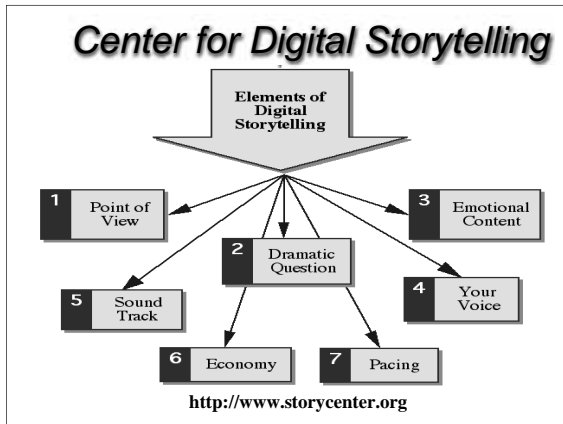 Center for Digital Storytelling
Elements of
Digital
Storytelling
1
Point of
View
2
Dramatic
Question
3
Emotional
Content
4
Your
Voice
5
Sound
Track
6
Economy
7
Pacing
http://www.storycenter.org